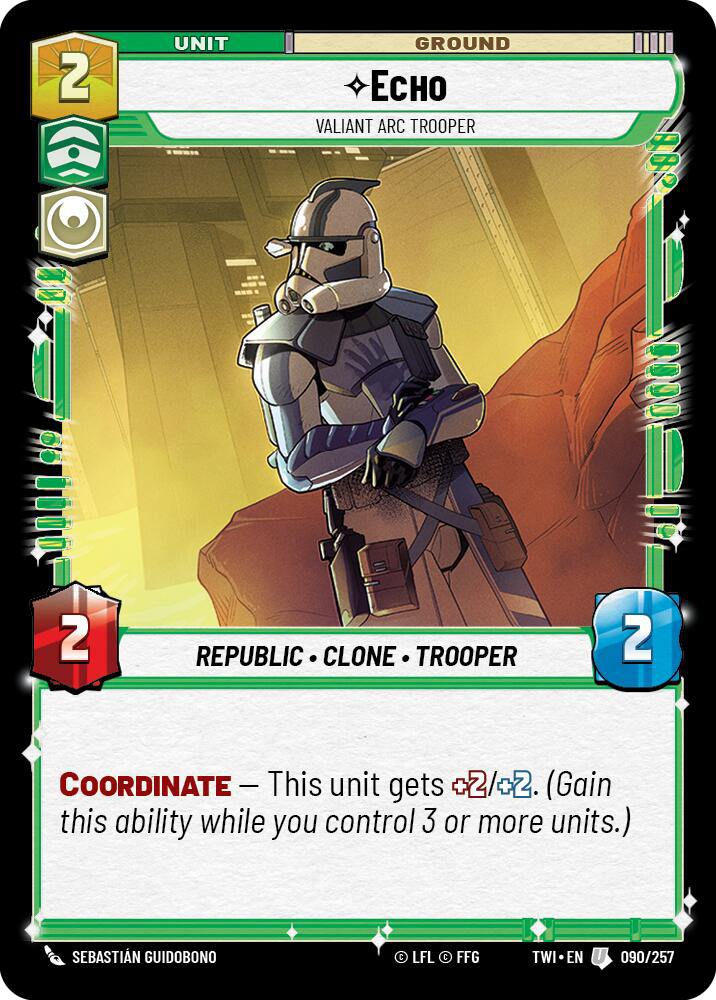 UNIT
GROUND
2
Echo
VALIANT ARC TROOPER
2
REPUBLIC • CLONE • TROOPER
2
COORDINATE — This unit gets +2/+2. (Gain
this ability while you control 3 or more units.)
SEBASTIÁN GUIDOBONO
© LFL © FFG
TWI • EN
U
090/257